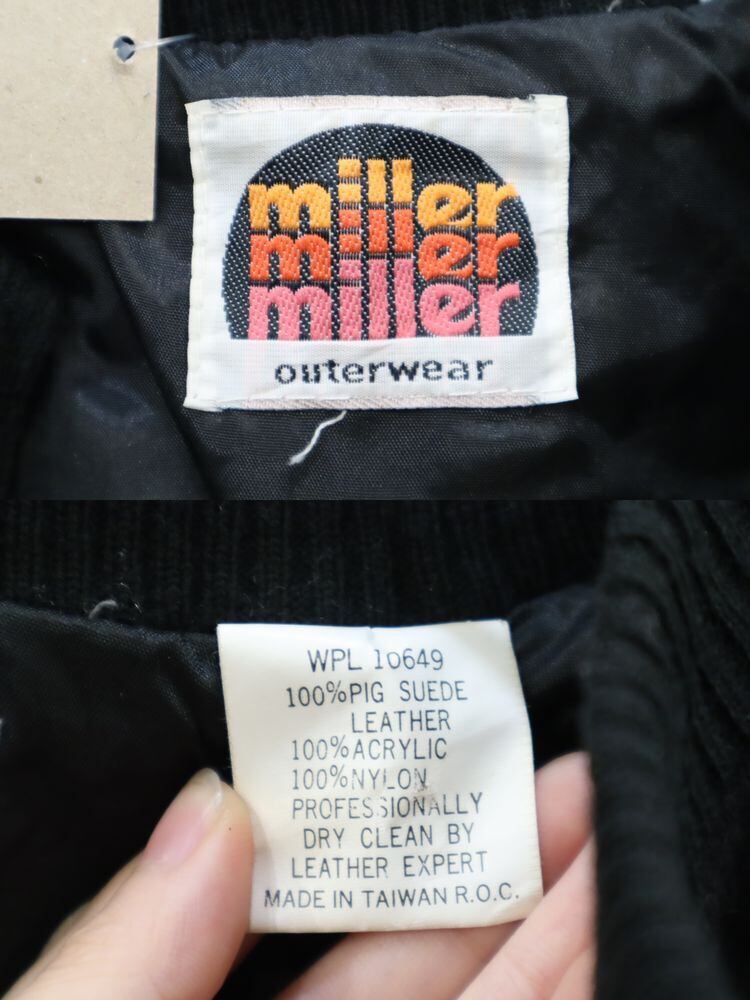 miller
miller
miller
outerwear
WPL 10649
100%PIG SUEDE
LEATHER
100%ACRYLIC
100%NYLON
PROFESSIONALLY
DRY CLEAN BY
LEATHER EXPERT
MADE IN TAIWAN R.O.C.